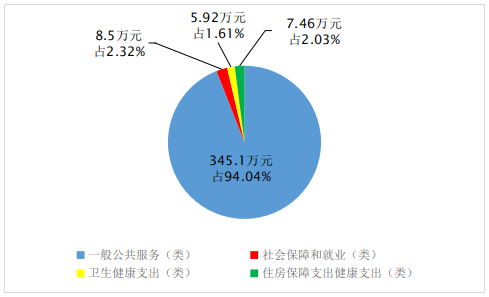 5.92万元
占1.61%
7.46万元
占2.03%
8.5万元
占2.32%
345.1万元
占94.04%
一般公共服务（类）
社会保障和就业（类）
卫生健康支出（类）
住房保障支出健康支出（类）